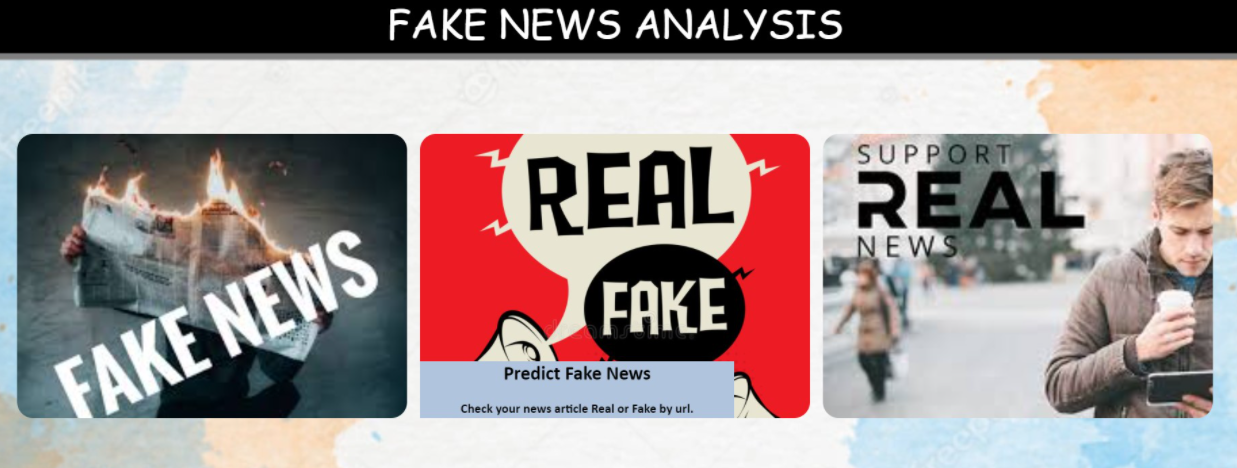 FAKE NEWS ANALYSIS
FAKE NEWS
REAL
FAKE
Predict Fake News
Check your news article Real or Fake by url.
SUPPORT
REAL
NEWS